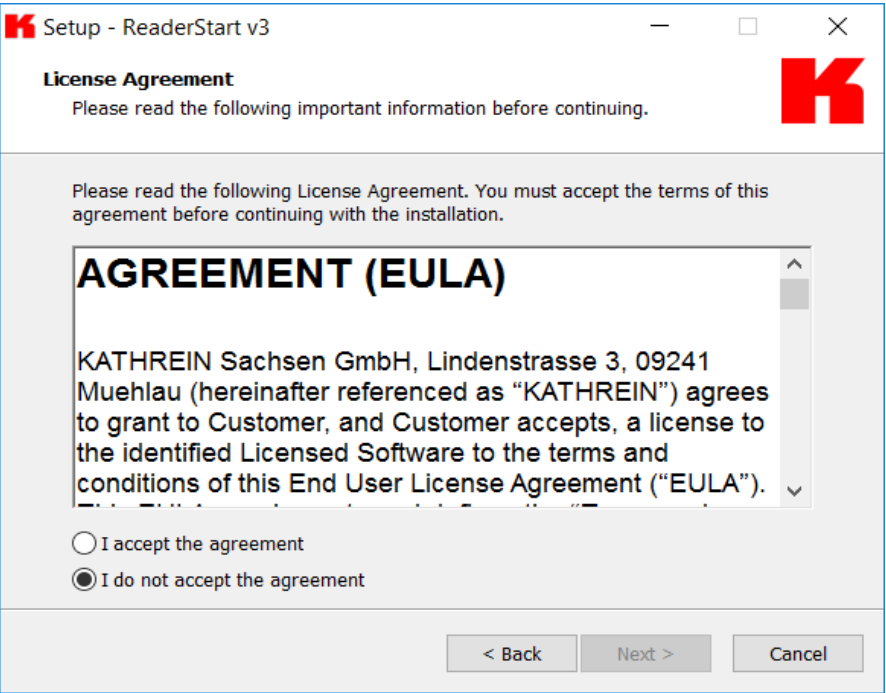 Setup - ReaderStart v3
License Agreement
Please read the following important information before continuing.
Please read the following License Agreement. You must accept the terms of this
agreement before continuing with the installation.
AGREEMENT (EULA)
KATHREIN Sachsen GmbH, Lindenstrasse 3, 09241
Muehlau (hereinafter referenced as “KATHREIN”) agrees
to grant to Customer, and Customer accepts, a license to
the identified Licensed Software to the terms and
conditions of this End User License Agreement (“EULA”).
I accept the agreement
I do not accept the agreement
< Back
Next >
Cancel